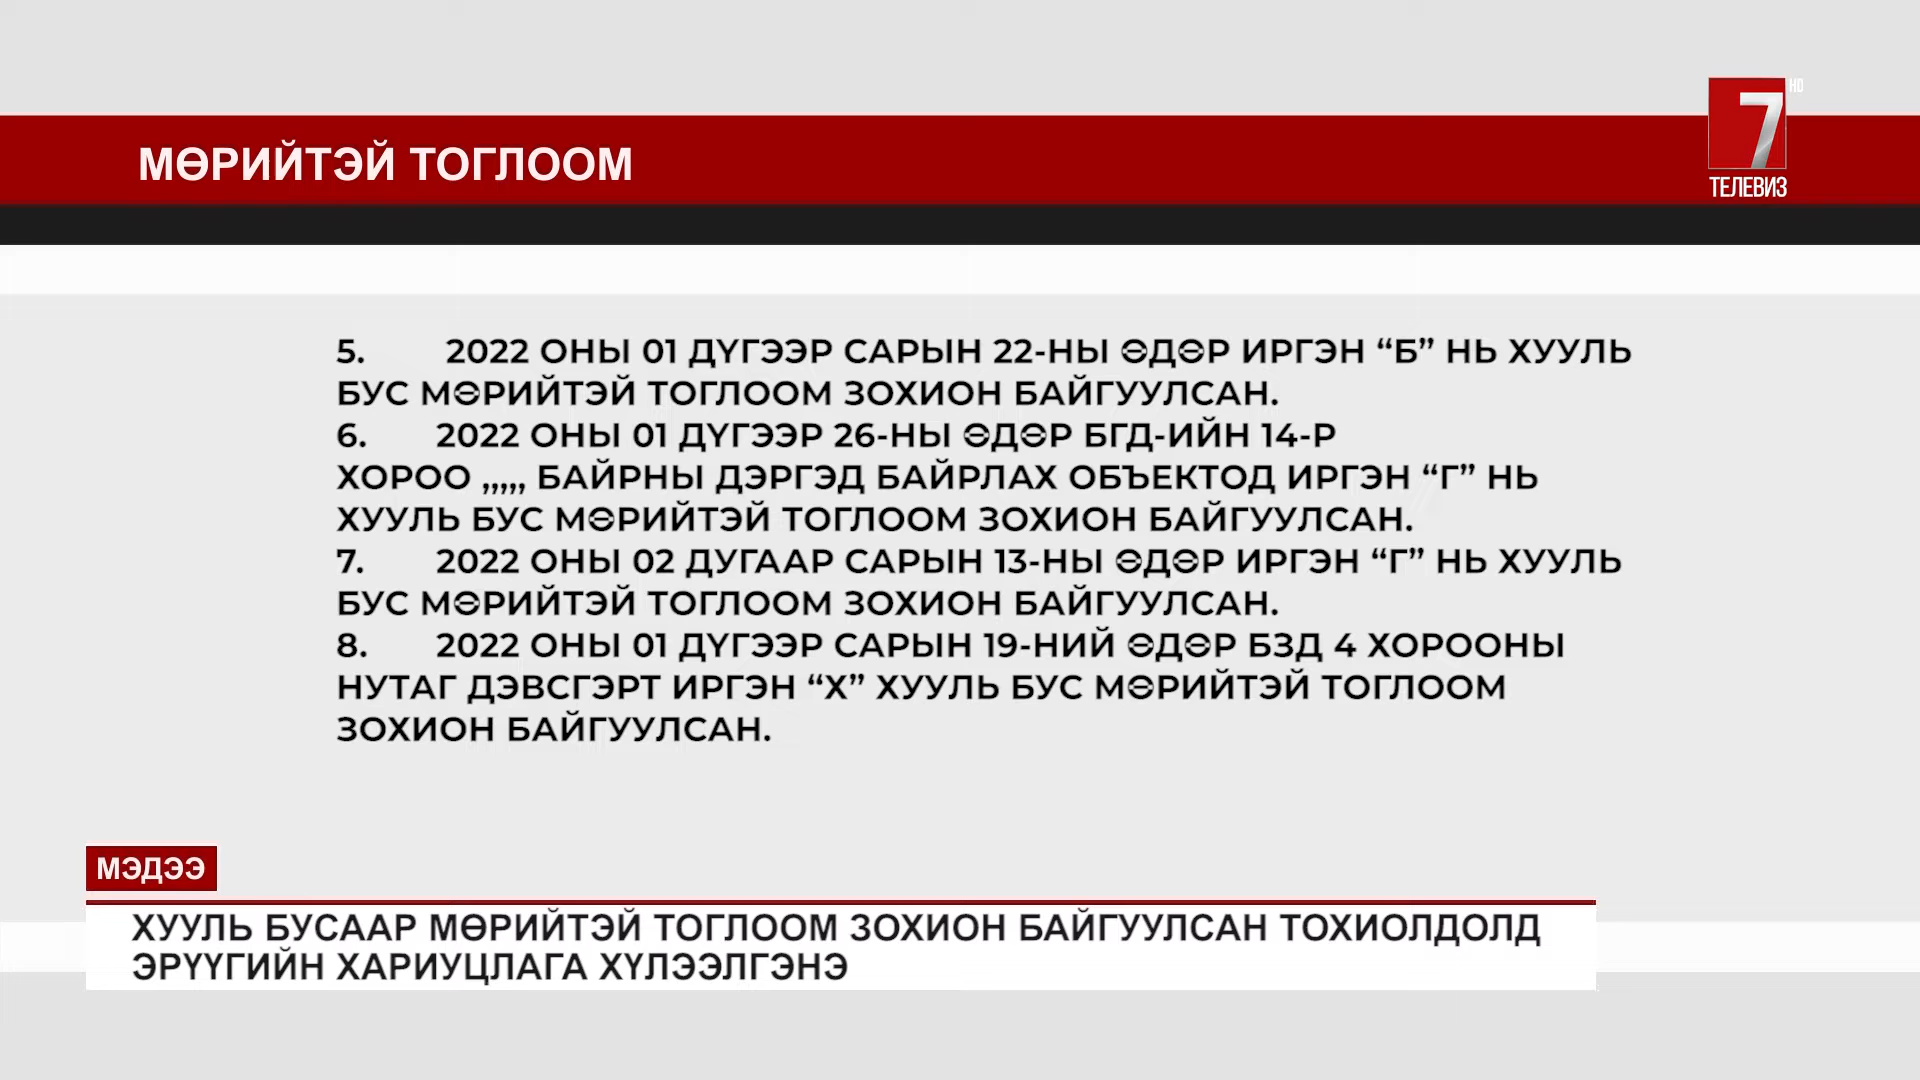 HD
7
ТЕЛЕВИЗ
МӨРИЙТЭЙ ТОГЛООМ
5. 2022 ОНЫ 01 ДҮГЭЭР САРЫН 22-НЫ ӨДӨР ИРГЭН “Б” НЬ ХУУЛЬ
БУС МӨРИЙТЭЙ ТОГЛООМ ЗОХИОН БАЙГУУЛСАН.
6. 2022 ОНЫ 01 ДҮГЭЭР 26-НЫ ӨДӨР БГД-ИЙН 14-Р
ХОРОО ,,,,, БАЙРНЫ ДЭРГЭД БАЙРЛАХ ОБЪЕКТОД ИРГЭН “Г” НЬ
ХУУЛЬ БУС МӨРИЙТЭЙ ТОГЛООМ ЗОХИОН БАЙГУУЛСАН.
7. 2022 ОНЫ 02 ДУГААР САРЫН 13-НЫ ӨДӨР ИРГЭН “Г” НЬ ХУУЛЬ
БУС МӨРИЙТЭЙ ТОГЛООМ ЗОХИОН БАЙГУУЛСАН.
8. 2022 ОНЫ 01 ДҮГЭЭР САРЫН 19-НИЙ ӨДӨР БЗД 4 ХОРООНЫ
НУТАГ ДЭВСГЭРТ ИРГЭН “Х” ХУУЛЬ БУС МӨРИЙТЭЙ ТОГЛООМ
ЗОХИОН БАЙГУУЛСАН.
МЭДЭЭ
ХУУЛЬ БУСААР МӨРИЙТЭЙ ТОГЛООМ ЗОХИОН БАЙГУУЛСАН ТОХИОЛДОЛД
ЭРҮҮГИЙН ХАРИУЦЛАГА ХҮЛЭЭЛГЭНЭ